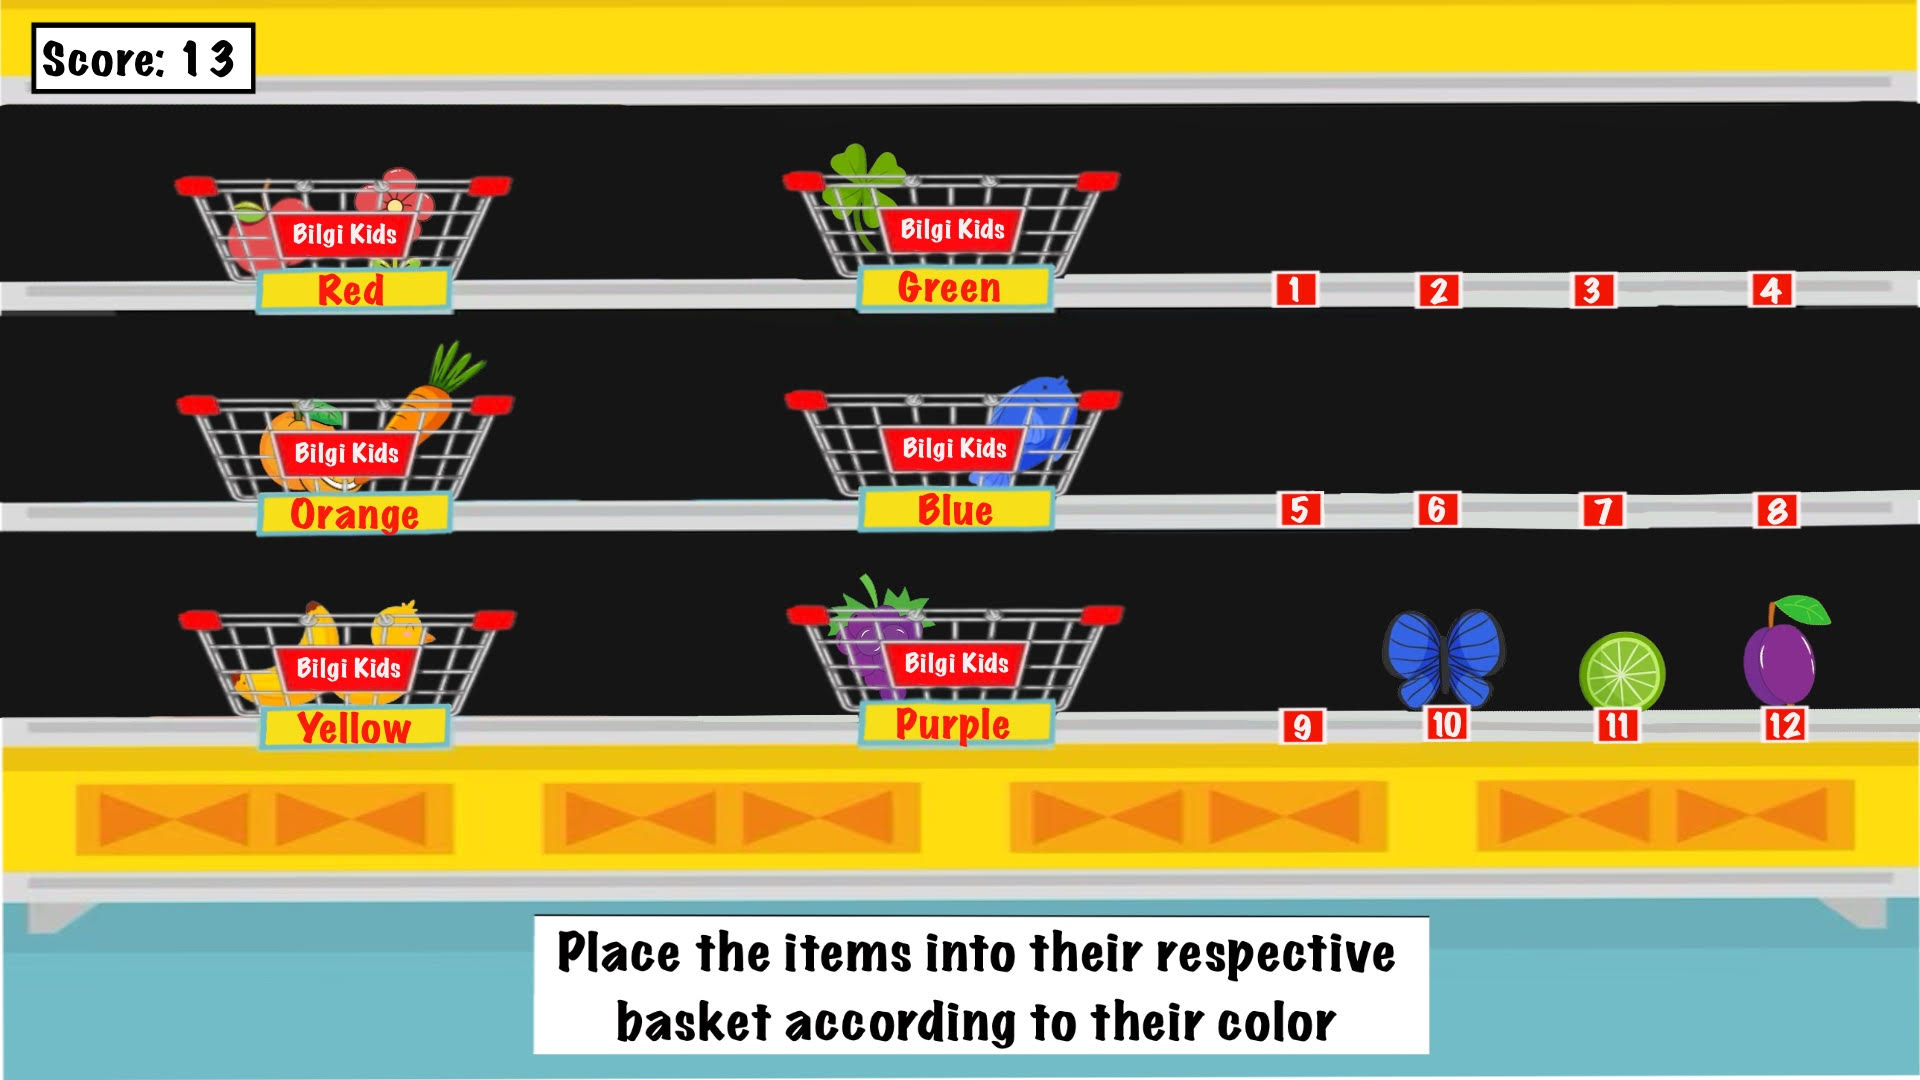 Score: 13
Bilgi Kids
Red
Bilgi Kids
Green
1
2
3
4
Bilgi Kids
Orange
Bilgi Kids
Blue
5
6
7
8
Bilgi Kids
Yellow
Bilgi Kids
Purple
9
10
11
12
Place the items into their respective
basket according to their color